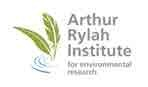 Arthur
Rylah
Institute
for environmental
research